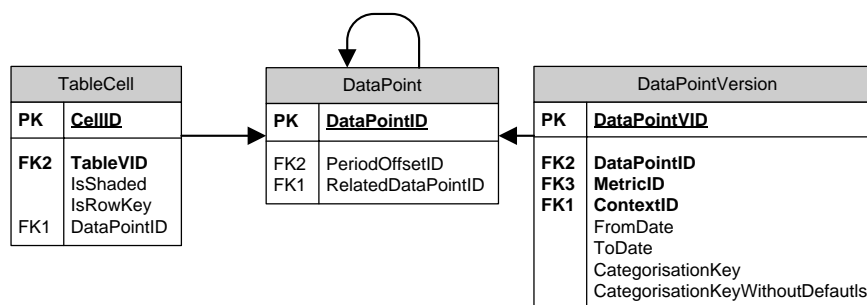 TableCell
PK CellID
FK2 TableVID
IsShaded
IsRowKey
FK1 DataPointID
DataPoint
PK DataPointID
FK2 PeriodOffsetID
FK1 RelatedDataPointID
DataPointVersion
PK DataPointVID
FK2 DataPointID
FK3 MetricID
FK1 ContextID
FromDate
ToDate
CategorisationKey
CategorisationKeyWithoutDefautls